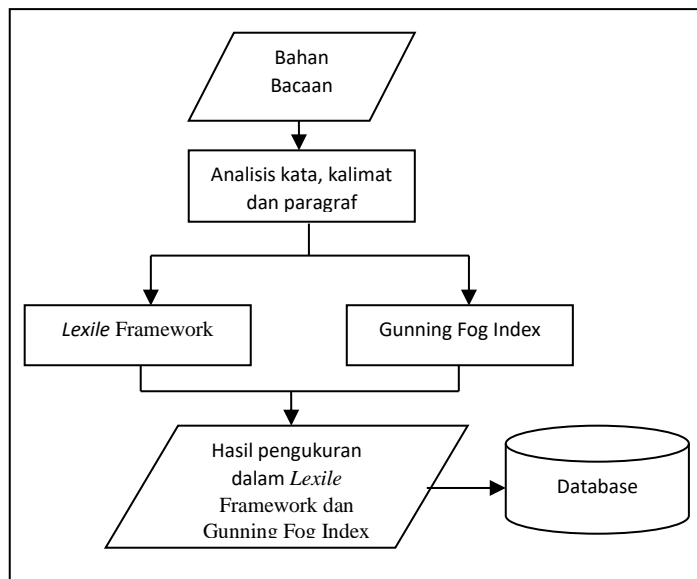 Bahan
Bacaan
Analisis kata, kalimat
dan paragraf
Lexile Framework
Gunning Fog Index
Hasil pengukuran
dalam Lexile
Framework dan
Gunning Fog Index
Database